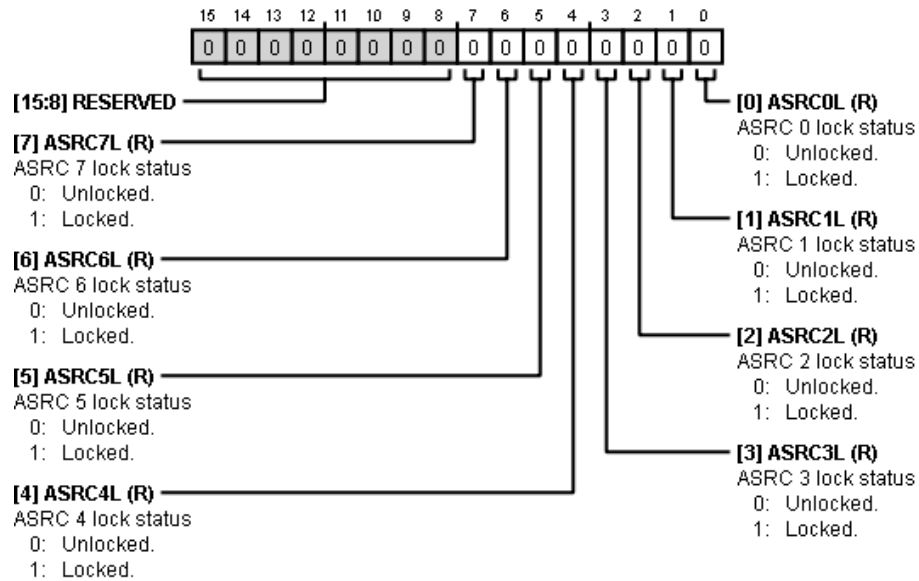 15 14 13 12 11 10 9 8 7 6 5 4 3 2 1 0
0 0 0 0 0 0 0 0 0 0 0 0 0 0 0 0
[15:8] RESERVED
[7] ASRC7L (R)
ASRC 7 lock status
0: Unlocked.
1: Locked.
[6] ASRC6L (R)
ASRC 6 lock status
0: Unlocked.
1: Locked.
[5] ASRC5L (R)
ASRC 5 lock status
0: Unlocked.
1: Locked.
[4] ASRC4L (R)
ASRC 4 lock status
0: Unlocked.
1: Locked.
[0] ASRC0L (R)
ASRC 0 lock status
0: Unlocked.
1: Locked.
[1] ASRC1L (R)
ASRC 1 lock status
0: Unlocked.
1: Locked.
[2] ASRC2L (R)
ASRC 2 lock status
0: Unlocked.
1: Locked.
[3] ASRC3L (R)
ASRC 3 lock status
0: Unlocked.
1: Locked.